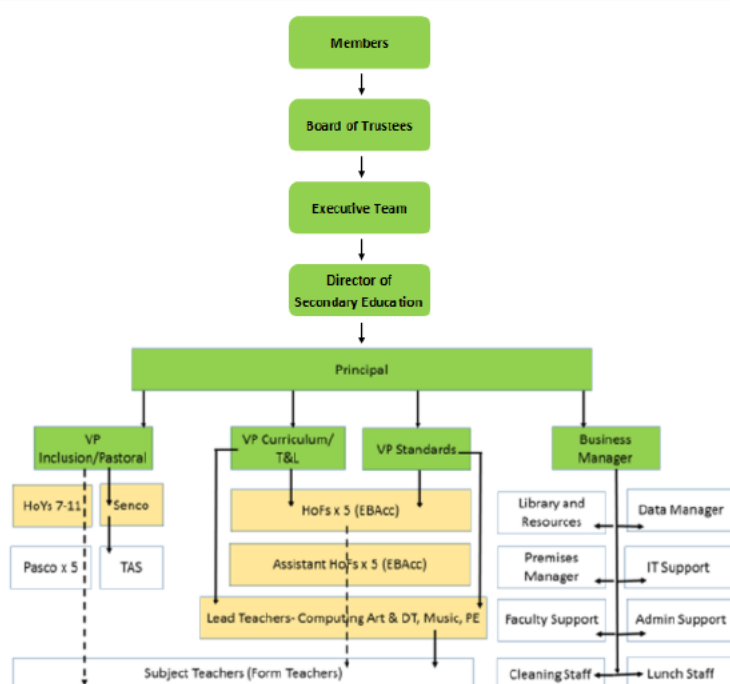 Members
Board of Trustees
Executive Team
Director of
Secondary Education
Principal
VP
Inclusion/Pastoral
VP Curriculum/
T&L
VP Standards
Business
Manager
HoYs 7-11
Senco
HoFs x 5 (EBAcc)
Library and
Resources
Data Manager
Pasco x 5
TAS
Assistant HoFs x 5 (EBAcc)
Premises
Manager
IT Support
Lead Teachers- Computing Art & DT, Music, PE
Faculty Support
Admin Support
Subject Teachers (Form Teachers)
Cleaning Staff
Lunch Staff